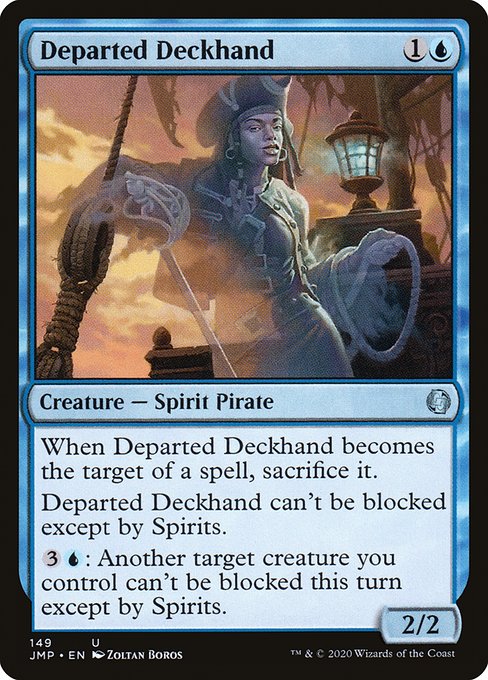 Departed Deckhand 1
Creature — Spirit Pirate
When Departed Deckhand becomes
the target of a spell, sacrifice it.
Departed Deckhand can't be blocked
except by Spirits.
3 : Another target creature you
control can't be blocked this turn
except by Spirits.
2/2
149 U
JMP • EN Zoltan Boros
™ & © 2020 Wizards of the Coast